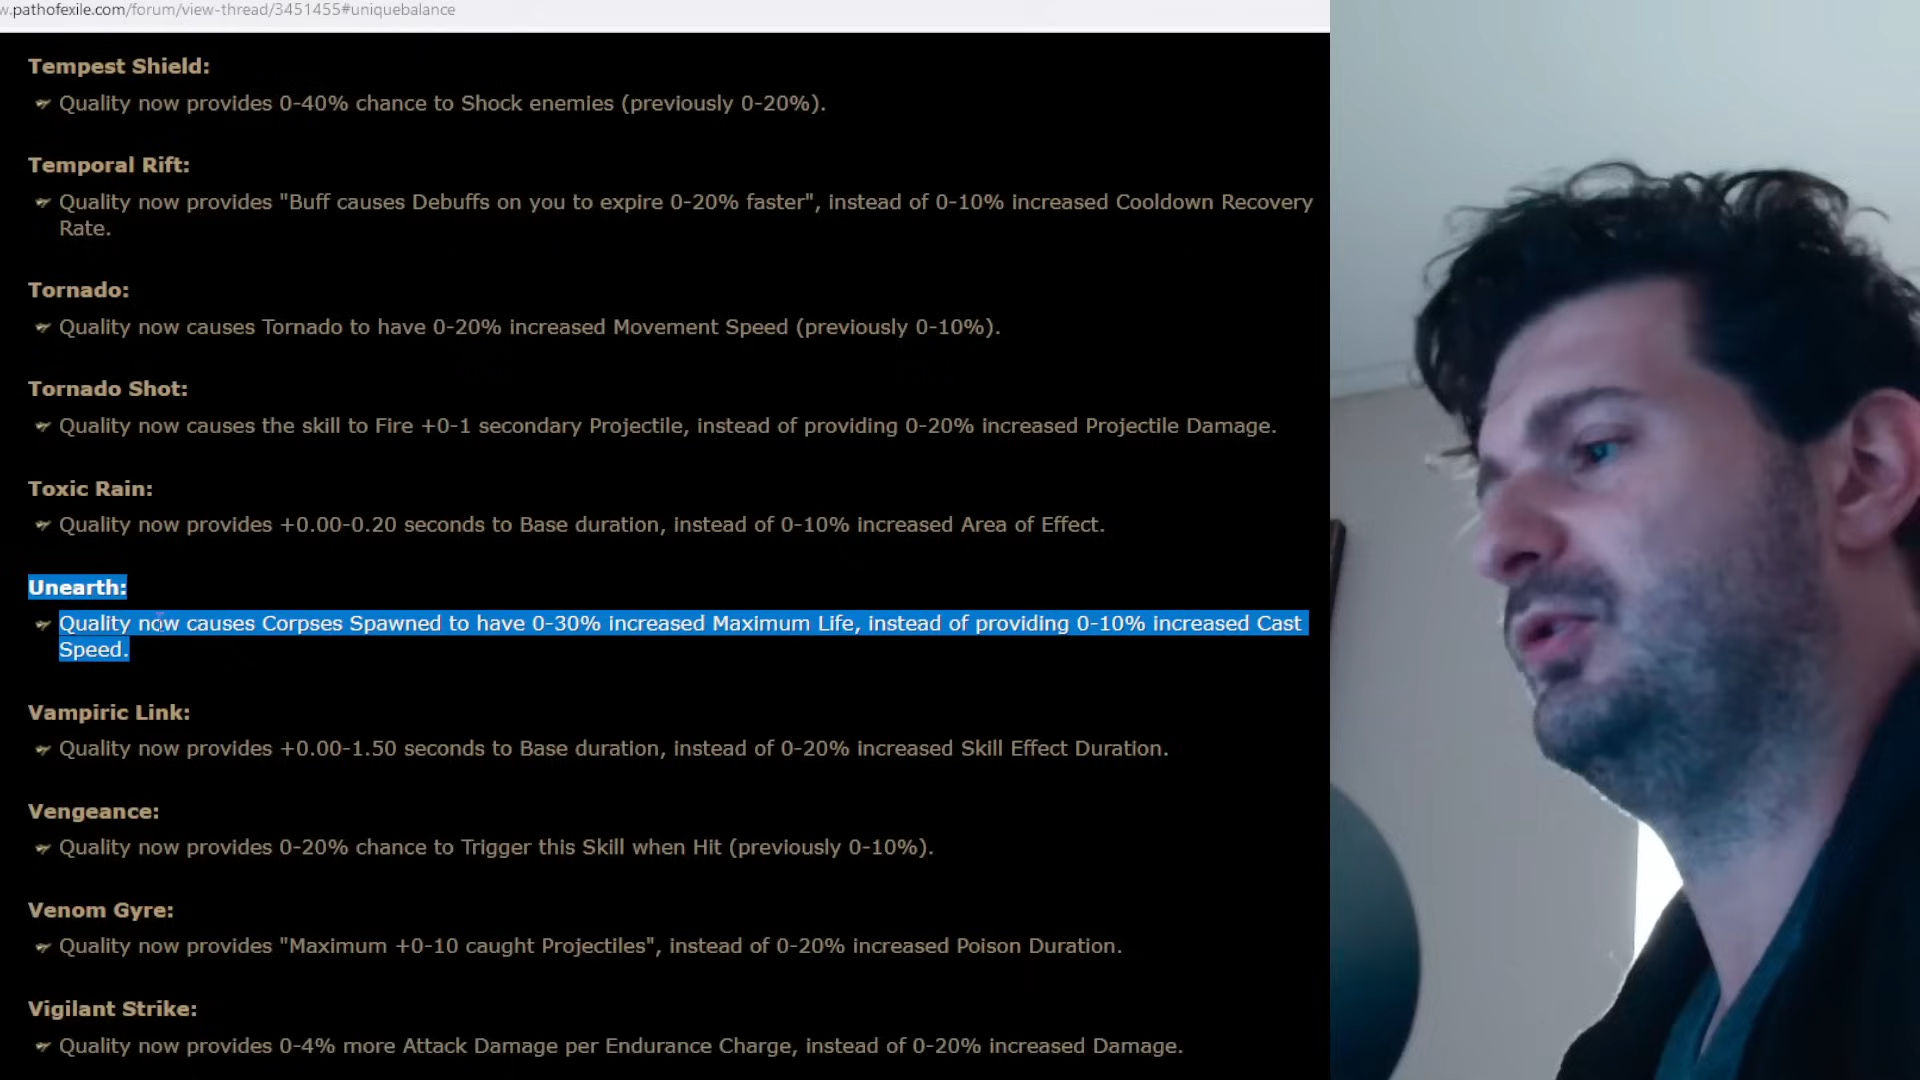 w.pathofexile.com/forum/view-thread/3451455#uniquebalance
Tempest Shield:
Quality now provides 0-40% chance to Shock enemies (previously 0-20%).
Temporal Rift:
Quality now provides "Buff causes Debuffs on you to expire 0-20% faster", instead of 0-10% increased Cooldown Recovery
Rate.
Tornado:
Quality now causes Tornado to have 0-20% increased Movement Speed (previously 0-10%).
Tornado Shot:
Quality now causes the skill to Fire +0-1 secondary Projectile, instead of providing 0-20% increased Projectile Damage.
Toxic Rain:
Quality now provides +0.00-0.20 seconds to Base duration, instead of 0-10% increased Area of Effect.
Unearth:
Quality now causes Corpses Spawned to have 0-30% increased Maximum Life, instead of providing 0-10% increased Cast
Speed.
Vampiric Link:
Quality now provides +0.00-1.50 seconds to Base duration, instead of 0-20% increased Skill Effect Duration.
Vengeance:
Quality now provides 0-20% chance to Trigger this Skill when Hit (previously 0-10%).
Venom Gyre:
Quality now provides "Maximum +0-10 caught Projectiles", instead of 0-20% increased Poison Duration.
Vigilant Strike:
Quality now provides 0-4% more Attack Damage per Endurance Charge, instead of 0-20% increased Damage.